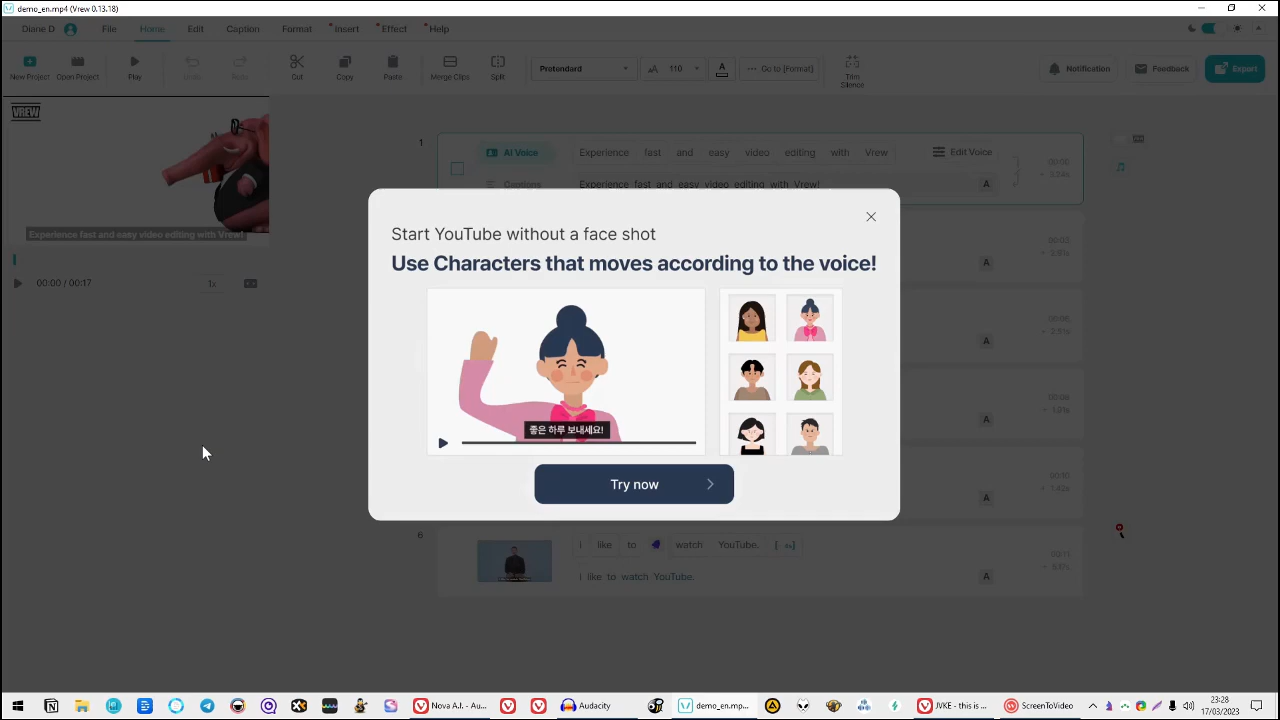 demo_en.mp4 (Vrew 0.13.18)
Diane D File Home Edit Caption Format Insert Effect Help
New Project Open Project Play Undo Redo Cut Copy Paste Merge Clips Split Pretendard 110 A Go to [Format] Trim Silence Notification Feedback Export
VREW
Experience fast and easy video editing with Vrew!
00:00 / 00:17 1x
1
AI Voice Experience fast and easy video editing with Vrew Edit Voice
Captions Experience fast and easy video editing with Vrew! A
Start YouTube without a face shot
Use Characters that moves according to the voice!
좋은 하루 보내세요!
Try now
A
A
A
A
6 i like to watch YouTube.
I like to watch YouTube. A
Nova A.I. - Au... Audacity demo_en.mp... JVKE - this is ... ScreenToVideo
23:28
17/03/2023